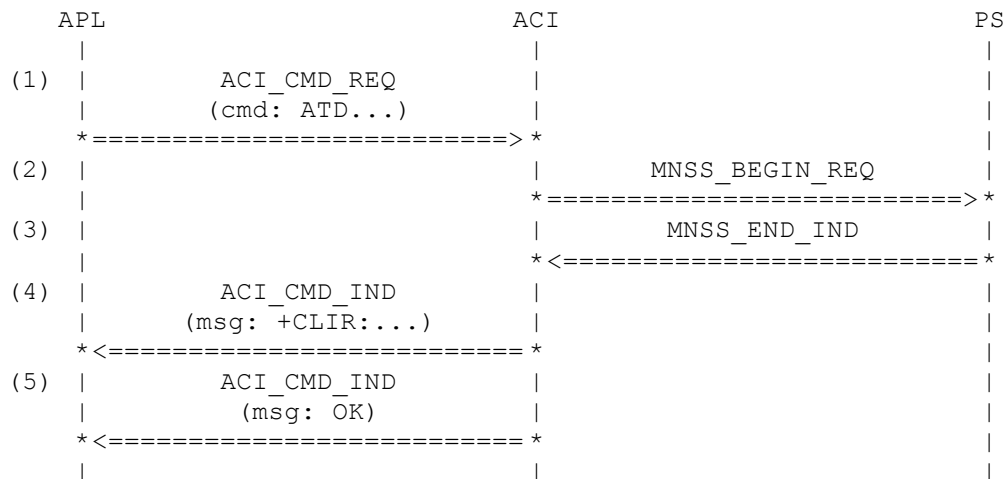 APL ACI PS
(1) ACI_CMD_REQ
(cmd: ATD...)
(2) MNSS_BEGIN_REQ
(3) MNSS_END_IND
(4) ACI_CMD_IND
(msg: +CLIR:...)
(5) ACI_CMD_IND
(msg: OK)